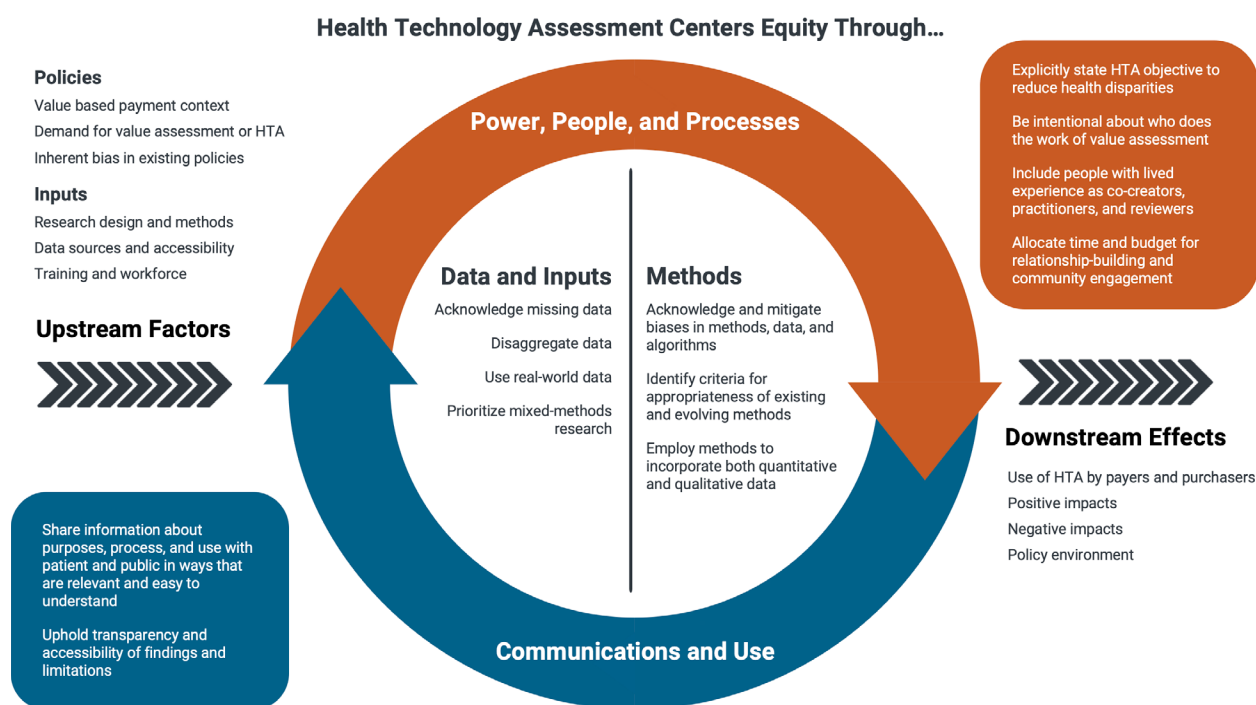 Health Technology Assessment Centers Equity Through…
Policies
Value based payment context
Demand for value assessment or HTA
Inherent bias in existing policies
Inputs
Research design and methods
Data sources and accessibility
Training and workforce
Upstream Factors
Power, People, and Processes
Explicitly state HTA objective to
reduce health disparities
Be intentional about who does
the work of value assessment
Include people with lived
experience as co-creators,
practitioners, and reviewers
Allocate time and budget for
relationship-building and
community engagement
Data and Inputs
Acknowledge missing data
Disaggregate data
Use real-world data
Prioritize mixed-methods
research
Methods
Acknowledge and mitigate
biases in methods, data, and
algorithms
Identify criteria for
appropriateness of existing
and evolving methods
Employ methods to
incorporate both quantitative
and qualitative data
Downstream Effects
Use of HTA by payers and purchasers
Positive impacts
Negative impacts
Policy environment
Share information about
purposes, process, and use with
patient and public in ways that
are relevant and easy to
understand
Uphold transparency and
accessibility of findings and
limitations
Communications and Use